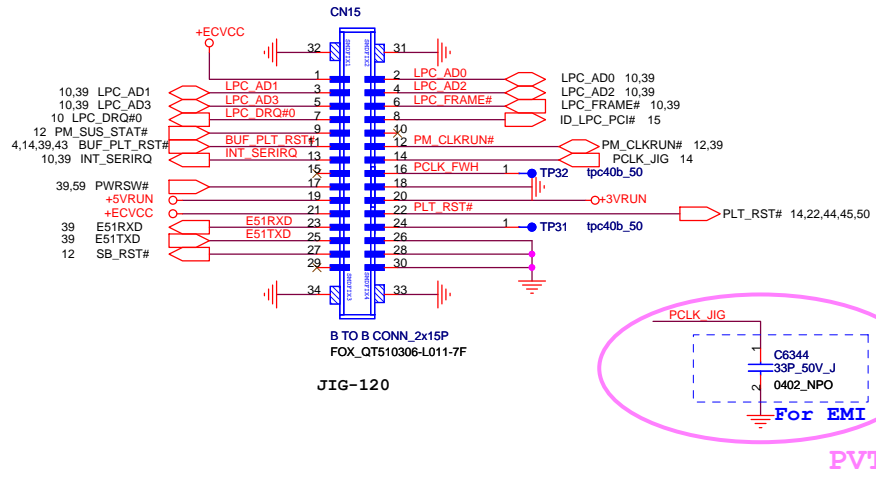 CN15
+ECVCC
32 SMDFIX1 SMDFIX2 31
1 2 LPC_AD0 LPC_AD0 10,39
10,39 LPC_AD1 LPC_AD1 3 4 LPC_AD2 LPC_AD2 10,39
10,39 LPC_AD3 LPC_AD3 5 6 LPC_FRAME# LPC_FRAME# 10,39
10 LPC_DRQ#0 LPC_DRQ#0 7 8 ID_LPC_PCI# 15
12 PM_SUS_STAT# 9 10
4,14,39,43 BUF_PLT_RST# BUF_PLT_RST# 11 12 PM_CLKRUN# PM_CLKRUN# 12,39
10,39 INT_SERIRQ INT_SERIRQ 13 14 PCLK_JIG 14
15 16 PCLK_FWH 1 TP32 tpc40b_50
39,59 PWRSW# 17 18
+5VRUN 19 20 +3VRUN
+ECVCC 21 22 PLT_RST# PLT_RST# 14,22,44,45,50
39 E51RXD E51RXD 23 24 1 TP31 tpc40b_50
39 E51TXD E51TXD 25 26
12 SB_RST# 27 28
29 30
34 SMDFIX3 SMDFIX4 33
B TO B CONN_2x15P
FOX_QT510306-L011-7F
JIG-120
PCLK_JIG
1
C6344
33P_50V_J
0402_NPO
2
For EMI
PVT